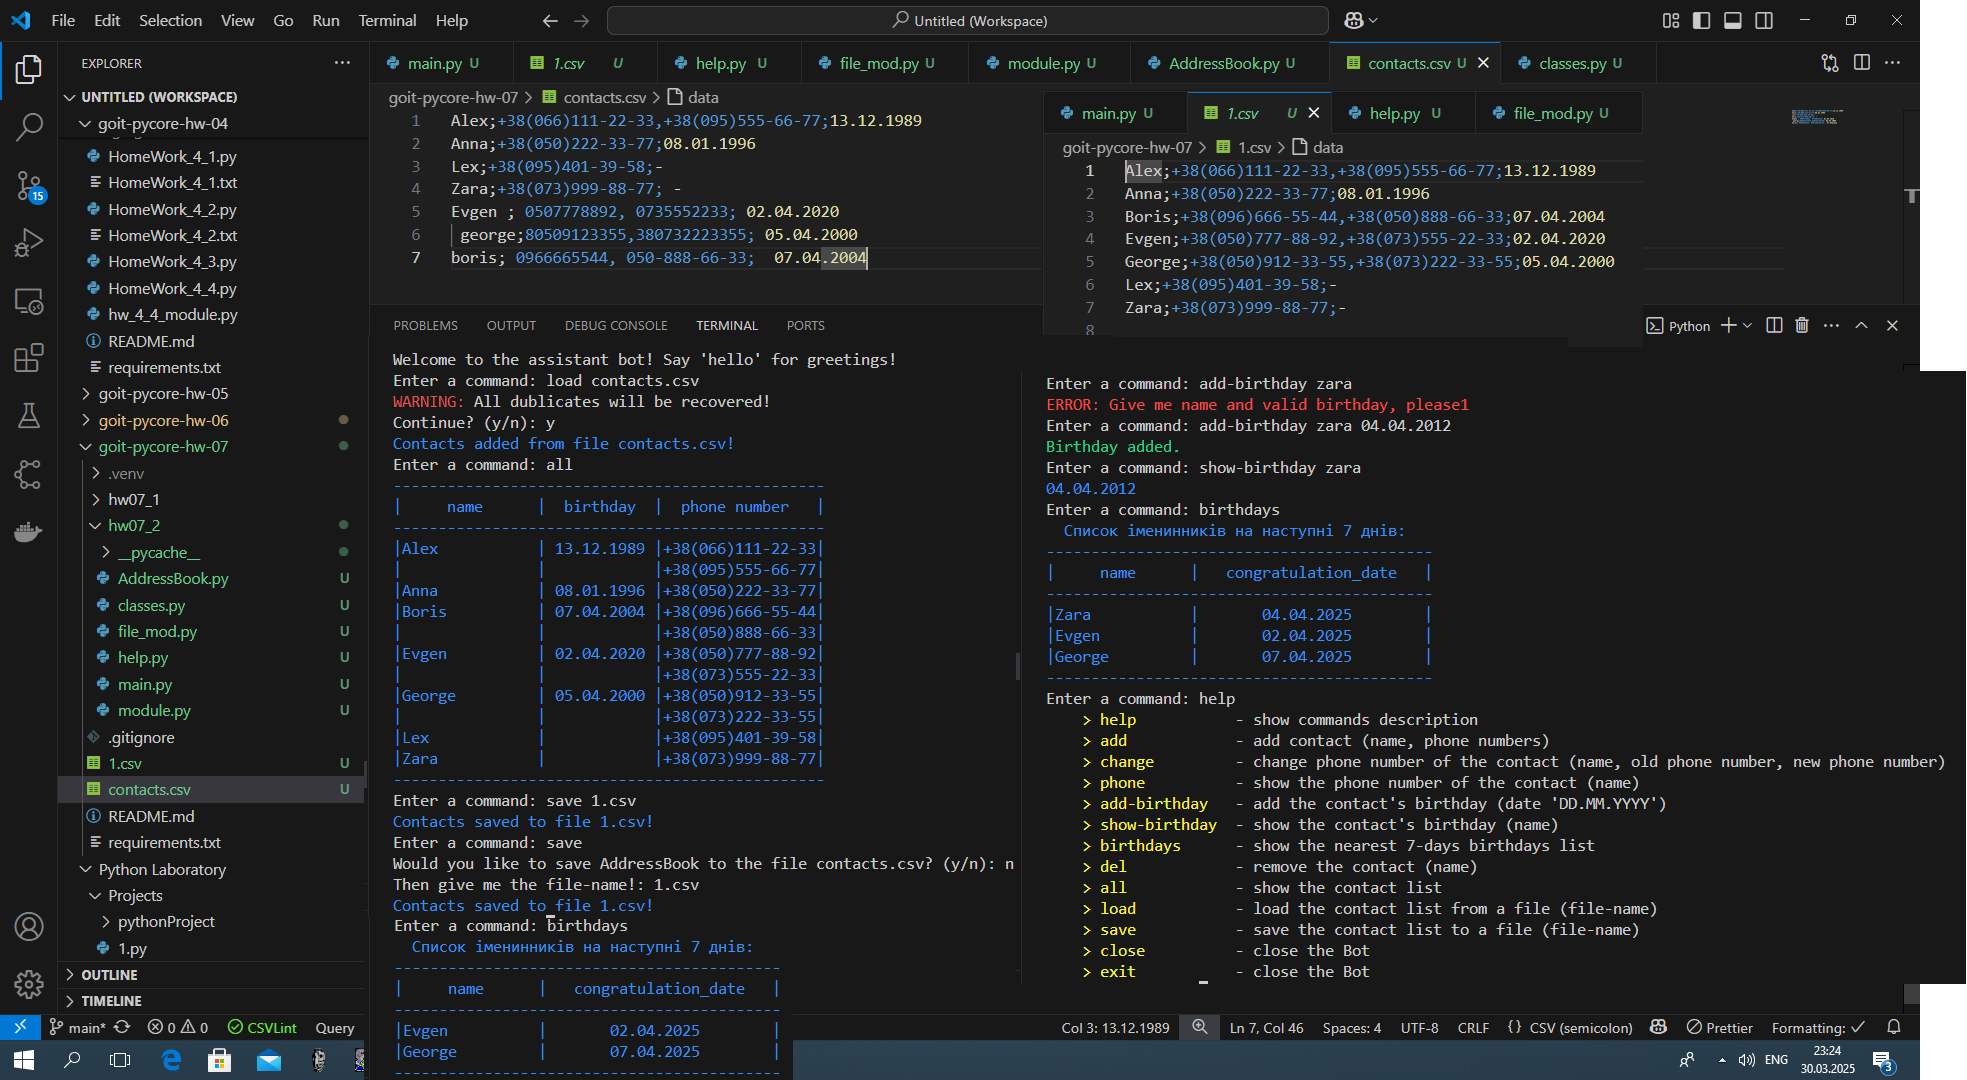 File Edit Selection View Go Run Terminal Help
Untitled (Workspace)
EXPLORER
UNTITLED (WORKSPACE)
goit-pycore-hw-04
HomeWork_4_1.py
HomeWork_4_1.txt
HomeWork_4_2.py
HomeWork_4_2.txt
HomeWork_4_3.py
HomeWork_4_4.py
hw_4_4_module.py
README.md
requirements.txt
goit-pycore-hw-05
goit-pycore-hw-06
goit-pycore-hw-07
.venv
hw07_1
hw07_2
__pycache__
AddressBook.py U
classes.py U
file_mod.py U
help.py U
main.py U
module.py U
.gitignore
1.csv U
contacts.csv U
README.md
requirements.txt
Python Laboratory
Projects
pythonProject
1.py
OUTLINE
TIMELINE
15
main.py U 1.csv U help.py U file_mod.py U module.py U AddressBook.py U contacts.csv U classes.py U
goit-pycore-hw-07 > contacts.csv > data
1 Alex;+38(066)111-22-33,+38(095)555-66-77;13.12.1989
2 Anna;+38(050)222-33-77;08.01.1996
3 Lex;+38(095)401-39-58;-
4 Zara;+38(073)999-88-77; -
5 Evgen ; 0507778892, 0735552233; 02.04.2020
6 george;80509123355,380732223355; 05.04.2000
7 boris; 0966665544, 050-888-66-33;  07.04.2004
main.py U 1.csv U help.py U file_mod.py U
goit-pycore-hw-07 > 1.csv > data
1 Alex;+38(066)111-22-33,+38(095)555-66-77;13.12.1989
2 Anna;+38(050)222-33-77;08.01.1996
3 Boris;+38(096)666-55-44,+38(050)888-66-33;07.04.2004
4 Evgen;+38(050)777-88-92,+38(073)555-22-33;02.04.2020
5 George;+38(050)912-33-55,+38(073)222-33-55;05.04.2000
6 Lex;+38(095)401-39-58;-
7 Zara;+38(073)999-88-77;-
8
PROBLEMS OUTPUT DEBUG CONSOLE TERMINAL PORTS
Python
Welcome to the assistant bot! Say 'hello' for greetings!
Enter a command: load contacts.csv
WARNING: All dublicates will be recovered!
Continue? (y/n): y
Contacts added from file contacts.csv!
Enter a command: all
------------------------------------------------
| name | birthday | phone number |
------------------------------------------------
|Alex | 13.12.1989 |+38(066)111-22-33|
| | |+38(095)555-66-77|
|Anna | 08.01.1996 |+38(050)222-33-77|
|Boris | 07.04.2004 |+38(096)666-55-44|
| | |+38(050)888-66-33|
|Evgen | 02.04.2020 |+38(050)777-88-92|
| | |+38(073)555-22-33|
|George | 05.04.2000 |+38(050)912-33-55|
| | |+38(073)222-33-55|
|Lex | |+38(095)401-39-58|
|Zara | |+38(073)999-88-77|
------------------------------------------------
Enter a command: save 1.csv
Contacts saved to file 1.csv!
Enter a command: save
Would you like to save AddressBook to the file contacts.csv? (y/n): n
Then give me the file-name!: 1.csv
Contacts saved to file 1.csv!
Enter a command: birthdays
Список іменинників на наступні 7 днів:
-------------------------------------------
| name | congratulation_date |
-------------------------------------------
|Evgen | 02.04.2025 |
|George | 07.04.2025 |
-------------------------------------------
Enter a command: add-birthday zara
ERROR: Give me name and valid birthday, please1
Enter a command: add-birthday zara 04.04.2012
Birthday added.
Enter a command: show-birthday zara
04.04.2012
Enter a command: birthdays
Список іменинників на наступні 7 днів:
-------------------------------------------
| name | congratulation_date |
-------------------------------------------
|Zara | 04.04.2025 |
|Evgen | 02.04.2025 |
|George | 07.04.2025 |
-------------------------------------------
Enter a command: help
> help - show commands description
> add - add contact (name, phone numbers)
> change - change phone number of the contact (name, old phone number, new phone number)
> phone - show the phone number of the contact (name)
> add-birthday - add the contact's birthday (date 'DD.MM.YYYY')
> show-birthday - show the contact's birthday (name)
> birthdays - show the nearest 7-days birthdays list
> del - remove the contact (name)
> all - show the contact list
> load - load the contact list from a file (file-name)
> save - save the contact list to a file (file-name)
> close - close the Bot
> exit - close the Bot
main* 0 0 CSVLint Query
Col 3: 13.12.1989 Ln 7, Col 46 Spaces: 4 UTF-8 CRLF {} CSV (semicolon) Prettier Formatting:
ENG
23:24
30.03.2025
3